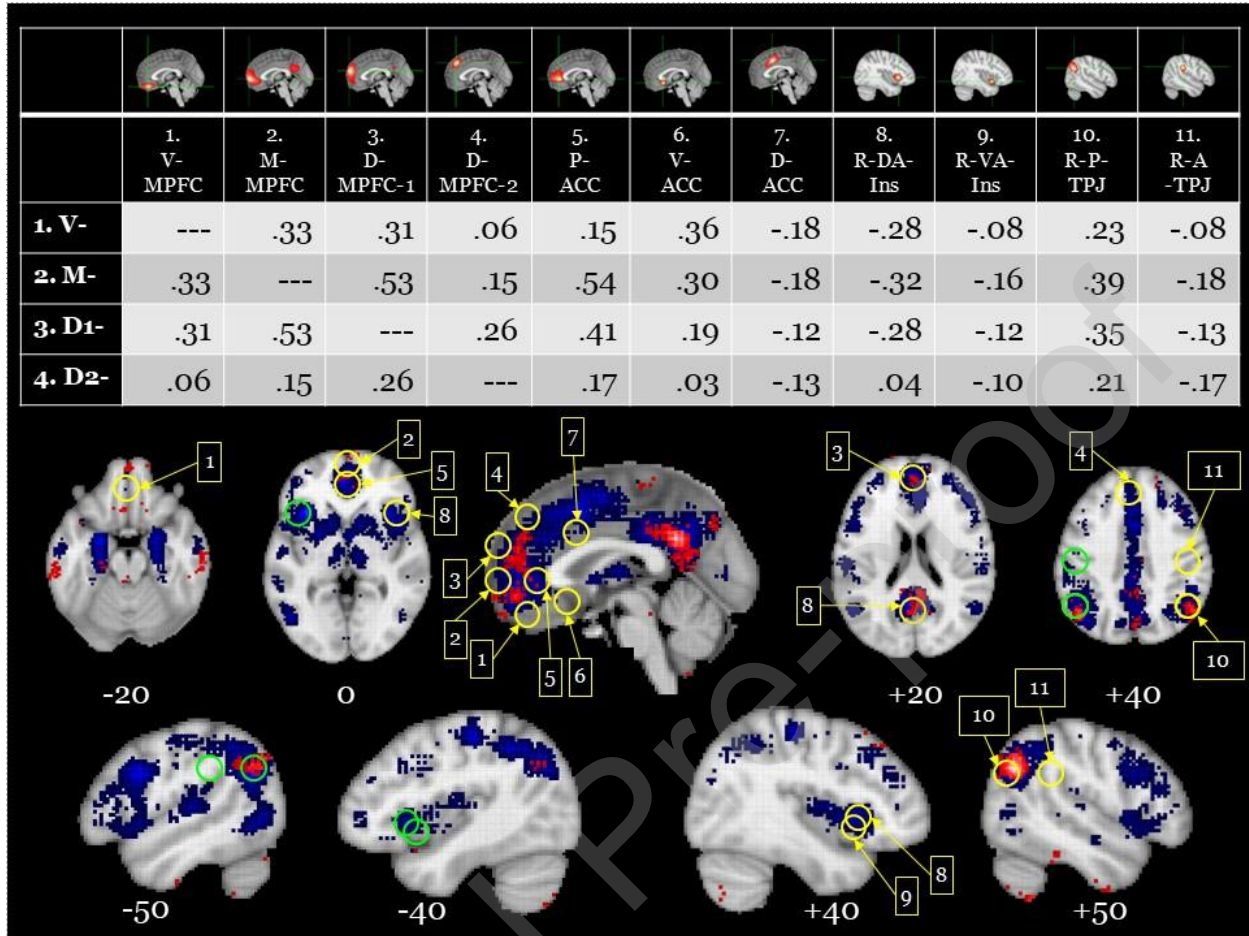 1. V- MPFC
2. M- MPFC
3. D- MPFC-1
4. D- MPFC-2
5. P- ACC
6. V- ACC
7. D- ACC
8. R-DA- Ins
9. R-VA- Ins
10. R-P- TPJ
11. R-A -TPJ
1. V- --- .33 .31 .06 .15 .36 -.18 -.28 -.08 .23 -.08
2. M- .33 --- .53 .15 .54 .30 -.18 -.32 -.16 .39 -.18
3. D1- .31 .53 --- .26 .41 .19 -.12 -.28 -.12 .35 -.13
4. D2- .06 .15 .26 --- .17 .03 -.13 .04 -.10 .21 -.17
1
2
5
8
4
7
3
2
1
5
6
3
8
4
11
10
-20
0
+20
+40
10
11
8
9
-50
-40
+40
+50
Pre-proof